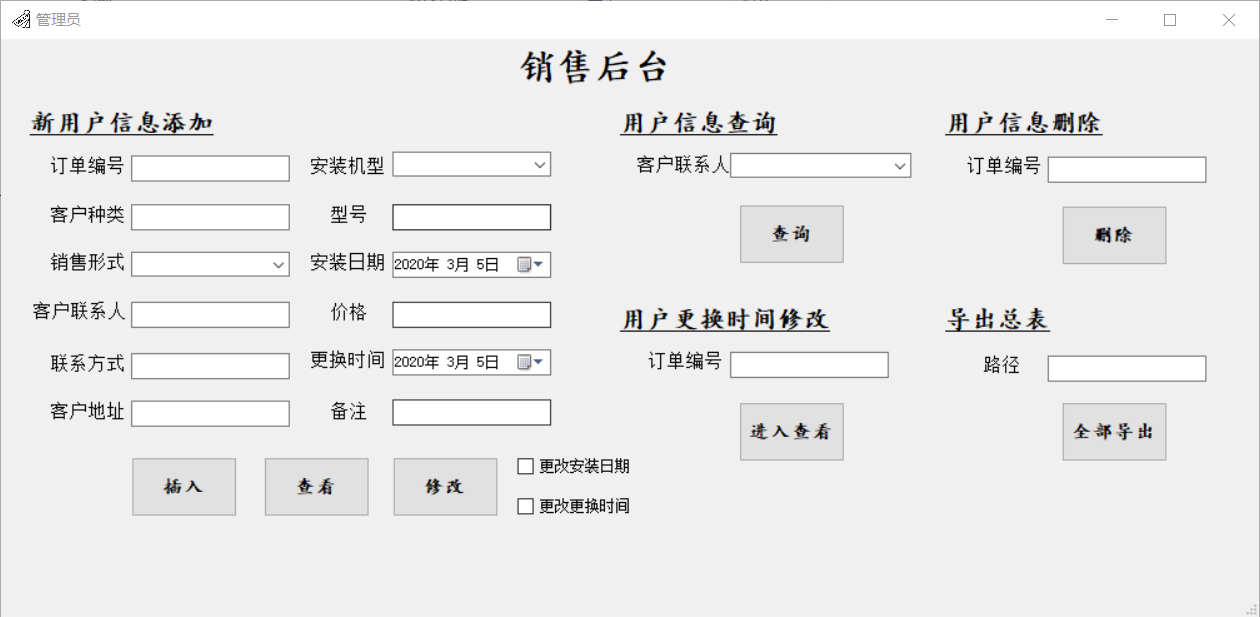 管理员
销售后台
新用户信息添加
订单编号
安装机型
客户种类
型号
销售形式
安装日期
2020年 3月 5日
客户联系人
价格
联系方式
更换时间
2020年 3月 5日
客户地址
备注
插入
查看
修改
更改安装日期
更改更换时间
用户信息查询
客户联系人
查询
用户信息删除
订单编号
删除
用户更换时间修改
订单编号
进入查看
导出总表
路径
全部导出